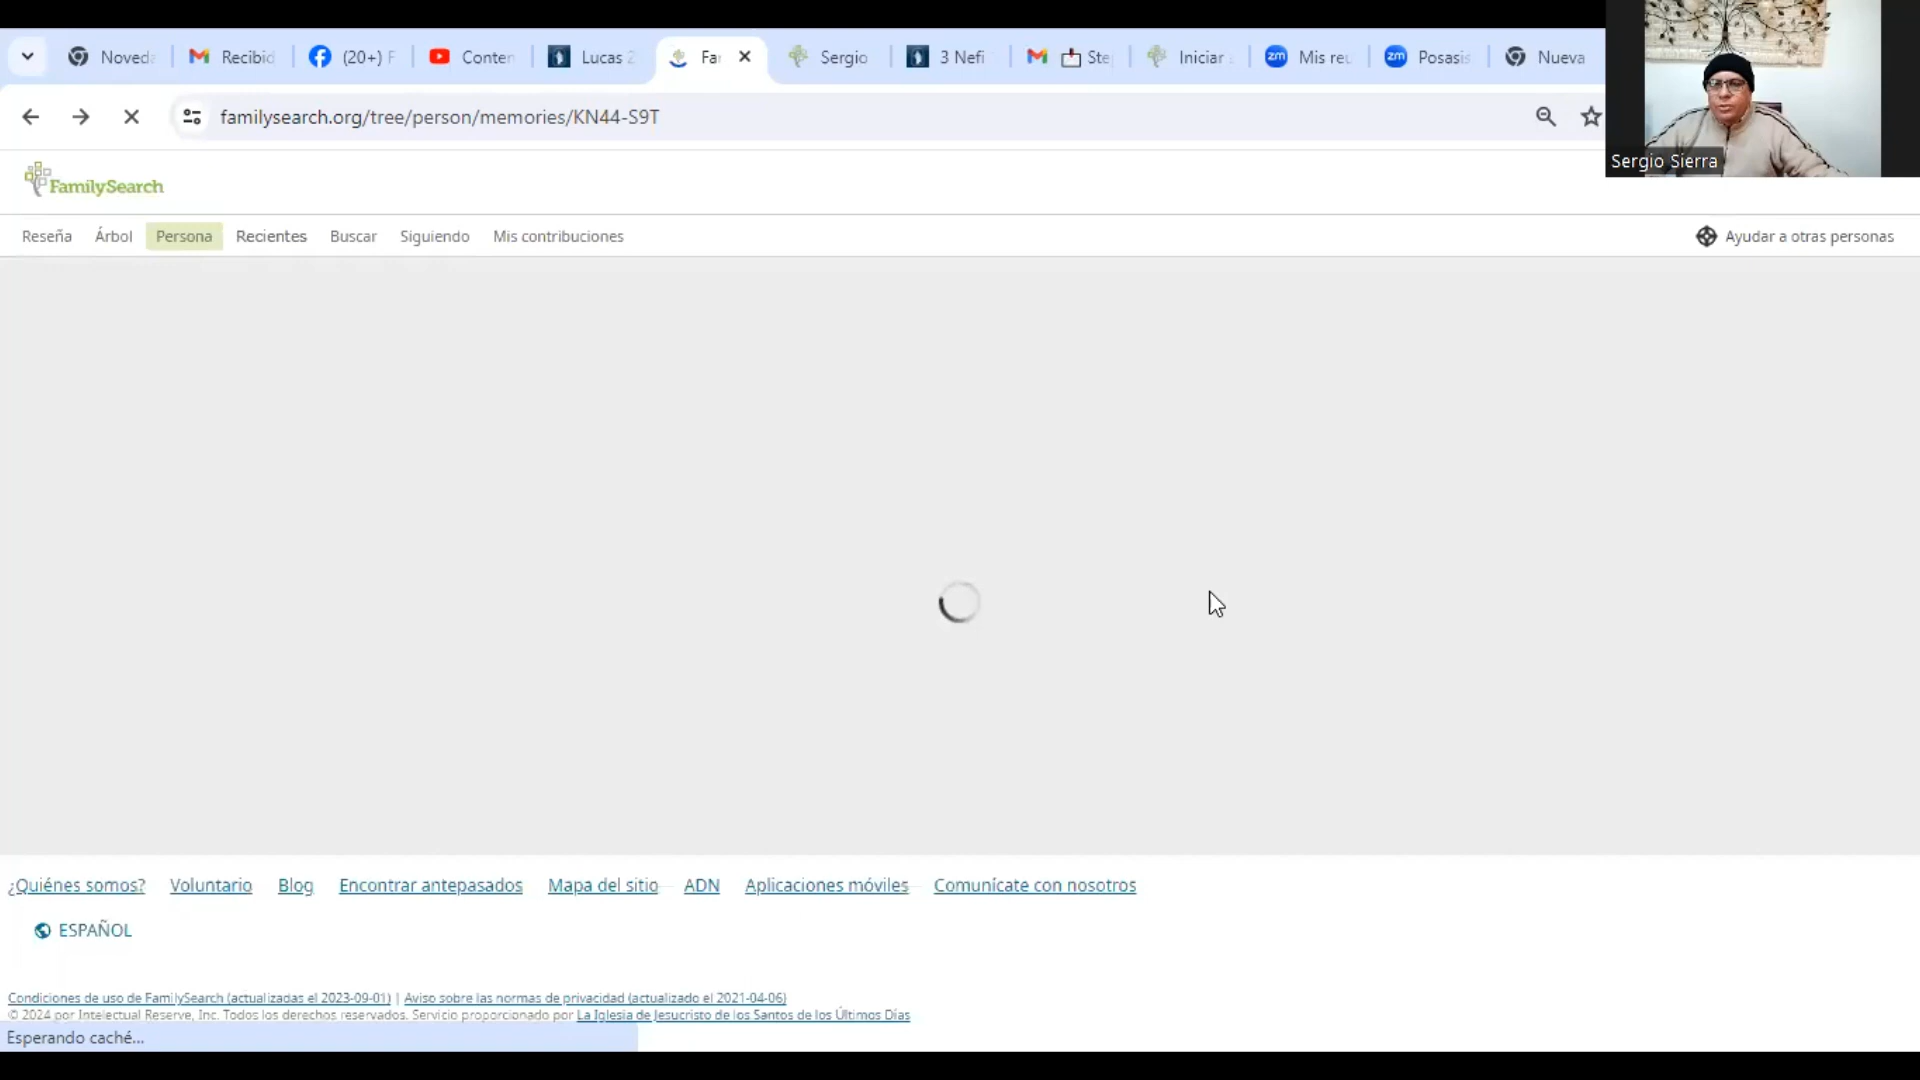 Noved Recibid (20+) F Conten Lucas 2 Fa Sergio 3 Nefi Ste Iniciar zm Mis reu zm Posasis Nueva
familysearch.org/tree/person/memories/KN44-S9T
Sergio Sierra
FamilySearch
Reseña Árbol Persona Recientes Buscar Siguiendo Mis contribuciones Ayudar a otras personas
¿Quiénes somos? Voluntario Blog Encontrar antepasados Mapa del sitio ADN Aplicaciones móviles Comunícate con nosotros
ESPAÑOL
Condiciones de uso de FamilySearch (actualizadas el 2023-09-01) | Aviso sobre las normas de privacidad (actualizado el 2021-04-06)
© 2024 por Intelectual Reserve, Inc. Todos los derechos reservados. Servicio proporcionado por La Iglesia de Jesucristo de los Santos de los Últimos Días
Esperando caché...